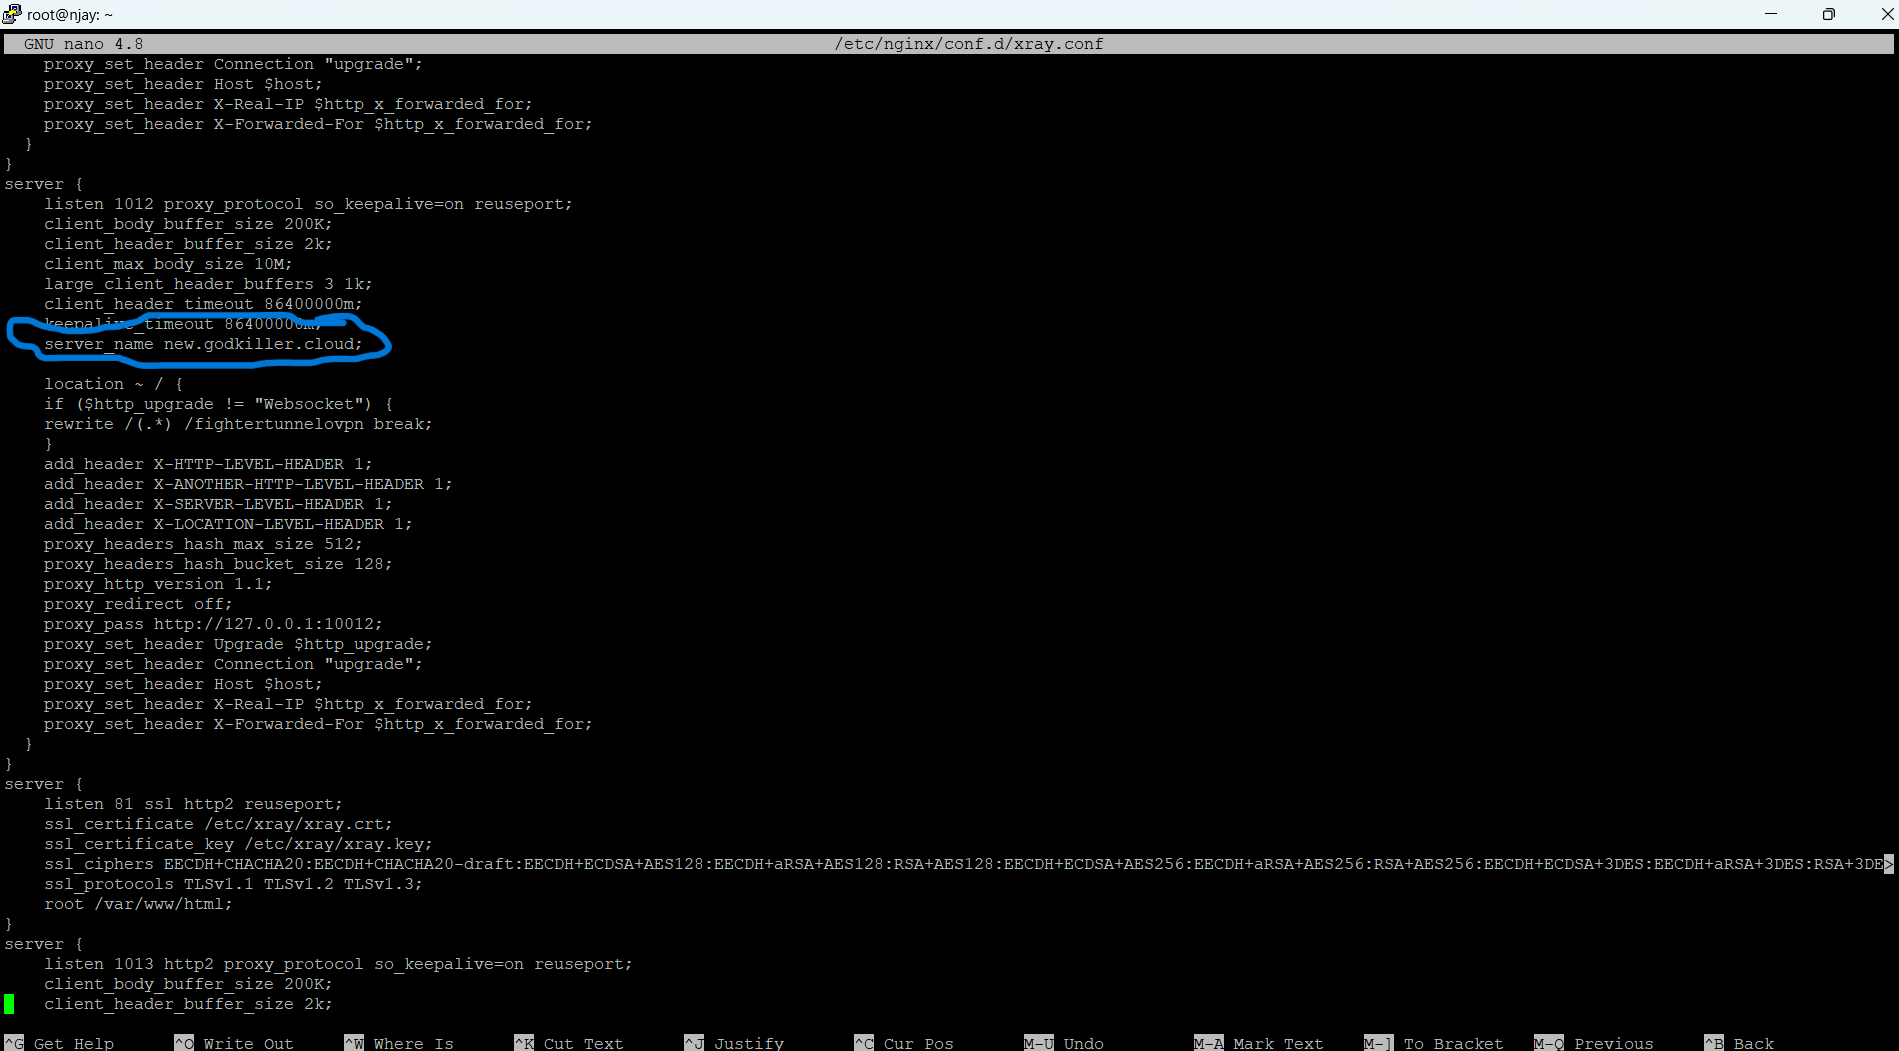 root@njay: ~
GNU nano 4.8 /etc/nginx/conf.d/xray.conf
proxy_set_header Connection "upgrade";
proxy_set_header Host $host;
proxy_set_header X-Real-IP $http_x_forwarded_for;
proxy_set_header X-Forwarded-For $http_x_forwarded_for;
}
}
server {
listen 1012 proxy_protocol so_keepalive=on reuseport;
client_body_buffer_size 200K;
client_header_buffer_size 2k;
client_max_body_size 10M;
large_client_header_buffers 3 1k;
client_header_timeout 86400000m;
keepalive_timeout 86400000m;
server_name new.godkiller.cloud;
location ~ / {
if ($http_upgrade != "Websocket") {
rewrite /(.*) /fightertunnelovpn break;
}
add_header X-HTTP-LEVEL-HEADER 1;
add_header X-ANOTHER-HTTP-LEVEL-HEADER 1;
add_header X-SERVER-LEVEL-HEADER 1;
add_header X-LOCATION-LEVEL-HEADER 1;
proxy_headers_hash_max_size 512;
proxy_headers_hash_bucket_size 128;
proxy_http_version 1.1;
proxy_redirect off;
proxy_pass http://127.0.0.1:10012;
proxy_set_header Upgrade $http_upgrade;
proxy_set_header Connection "upgrade";
proxy_set_header Host $host;
proxy_set_header X-Real-IP $http_x_forwarded_for;
proxy_set_header X-Forwarded-For $http_x_forwarded_for;
}
}
server {
listen 81 ssl http2 reuseport;
ssl_certificate /etc/xray/xray.crt;
ssl_certificate_key /etc/xray/xray.key;
ssl_ciphers EECDH+CHACHA20:EECDH+CHACHA20-draft:EECDH+ECDSA+AES128:EECDH+aRSA+AES128:RSA+AES128:EECDH+ECDSA+AES256:EECDH+aRSA+AES256:RSA+AES256:EECDH+ECDSA+3DES:EECDH+aRSA+3DES:RSA+3DE>
ssl_protocols TLSv1.1 TLSv1.2 TLSv1.3;
root /var/www/html;
}
server {
listen 1013 http2 proxy_protocol so_keepalive=on reuseport;
client_body_buffer_size 200K;
client_header_buffer_size 2k;
^G Get Help ^O Write Out ^W Where Is ^K Cut Text ^J Justify ^C Cur Pos M-U Undo M-A Mark Text M-] To Bracket M-Q Previous ^B Back